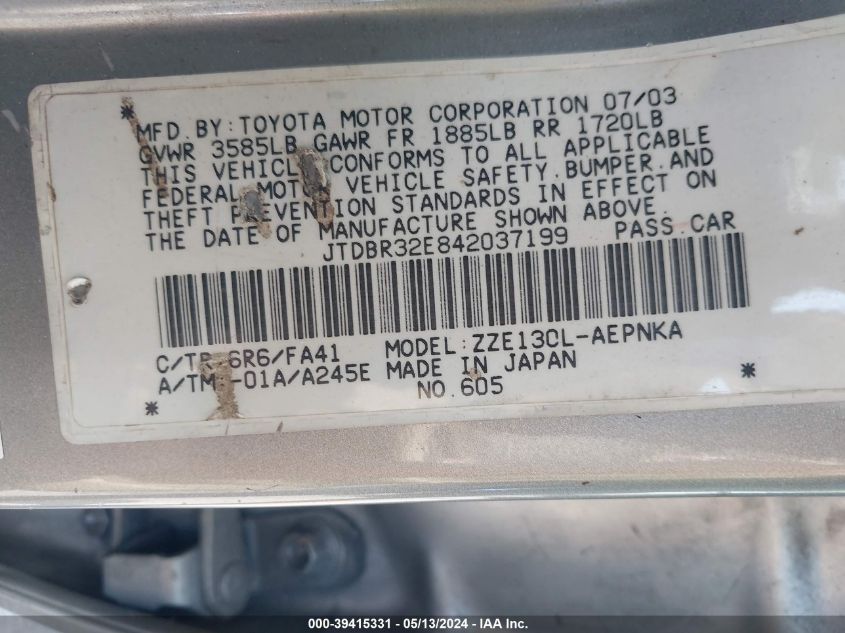 MFD. BY: TOYOTA MOTOR CORPORATION 07/03
GVWR 3585LB GAWR FR 1885LB RR 1720LB
THIS VEHICLE CONFORMS TO ALL APPLICABLE
FEDERAL MOTOR VEHICLE SAFETY, BUMPER, AND
THEFT PREVENTION STANDARDS IN EFFECT ON
THE DATE OF MANUFACTURE SHOWN ABOVE.
JTDBR32E842037199 PASS. CAR
C/TR 6R6/FA41 MODEL: ZZE130L-AEPNKA
A/TM -01A/A245E MADE IN JAPAN
NO. 605
000-39415331 - 05/13/2024 - IAA Inc.